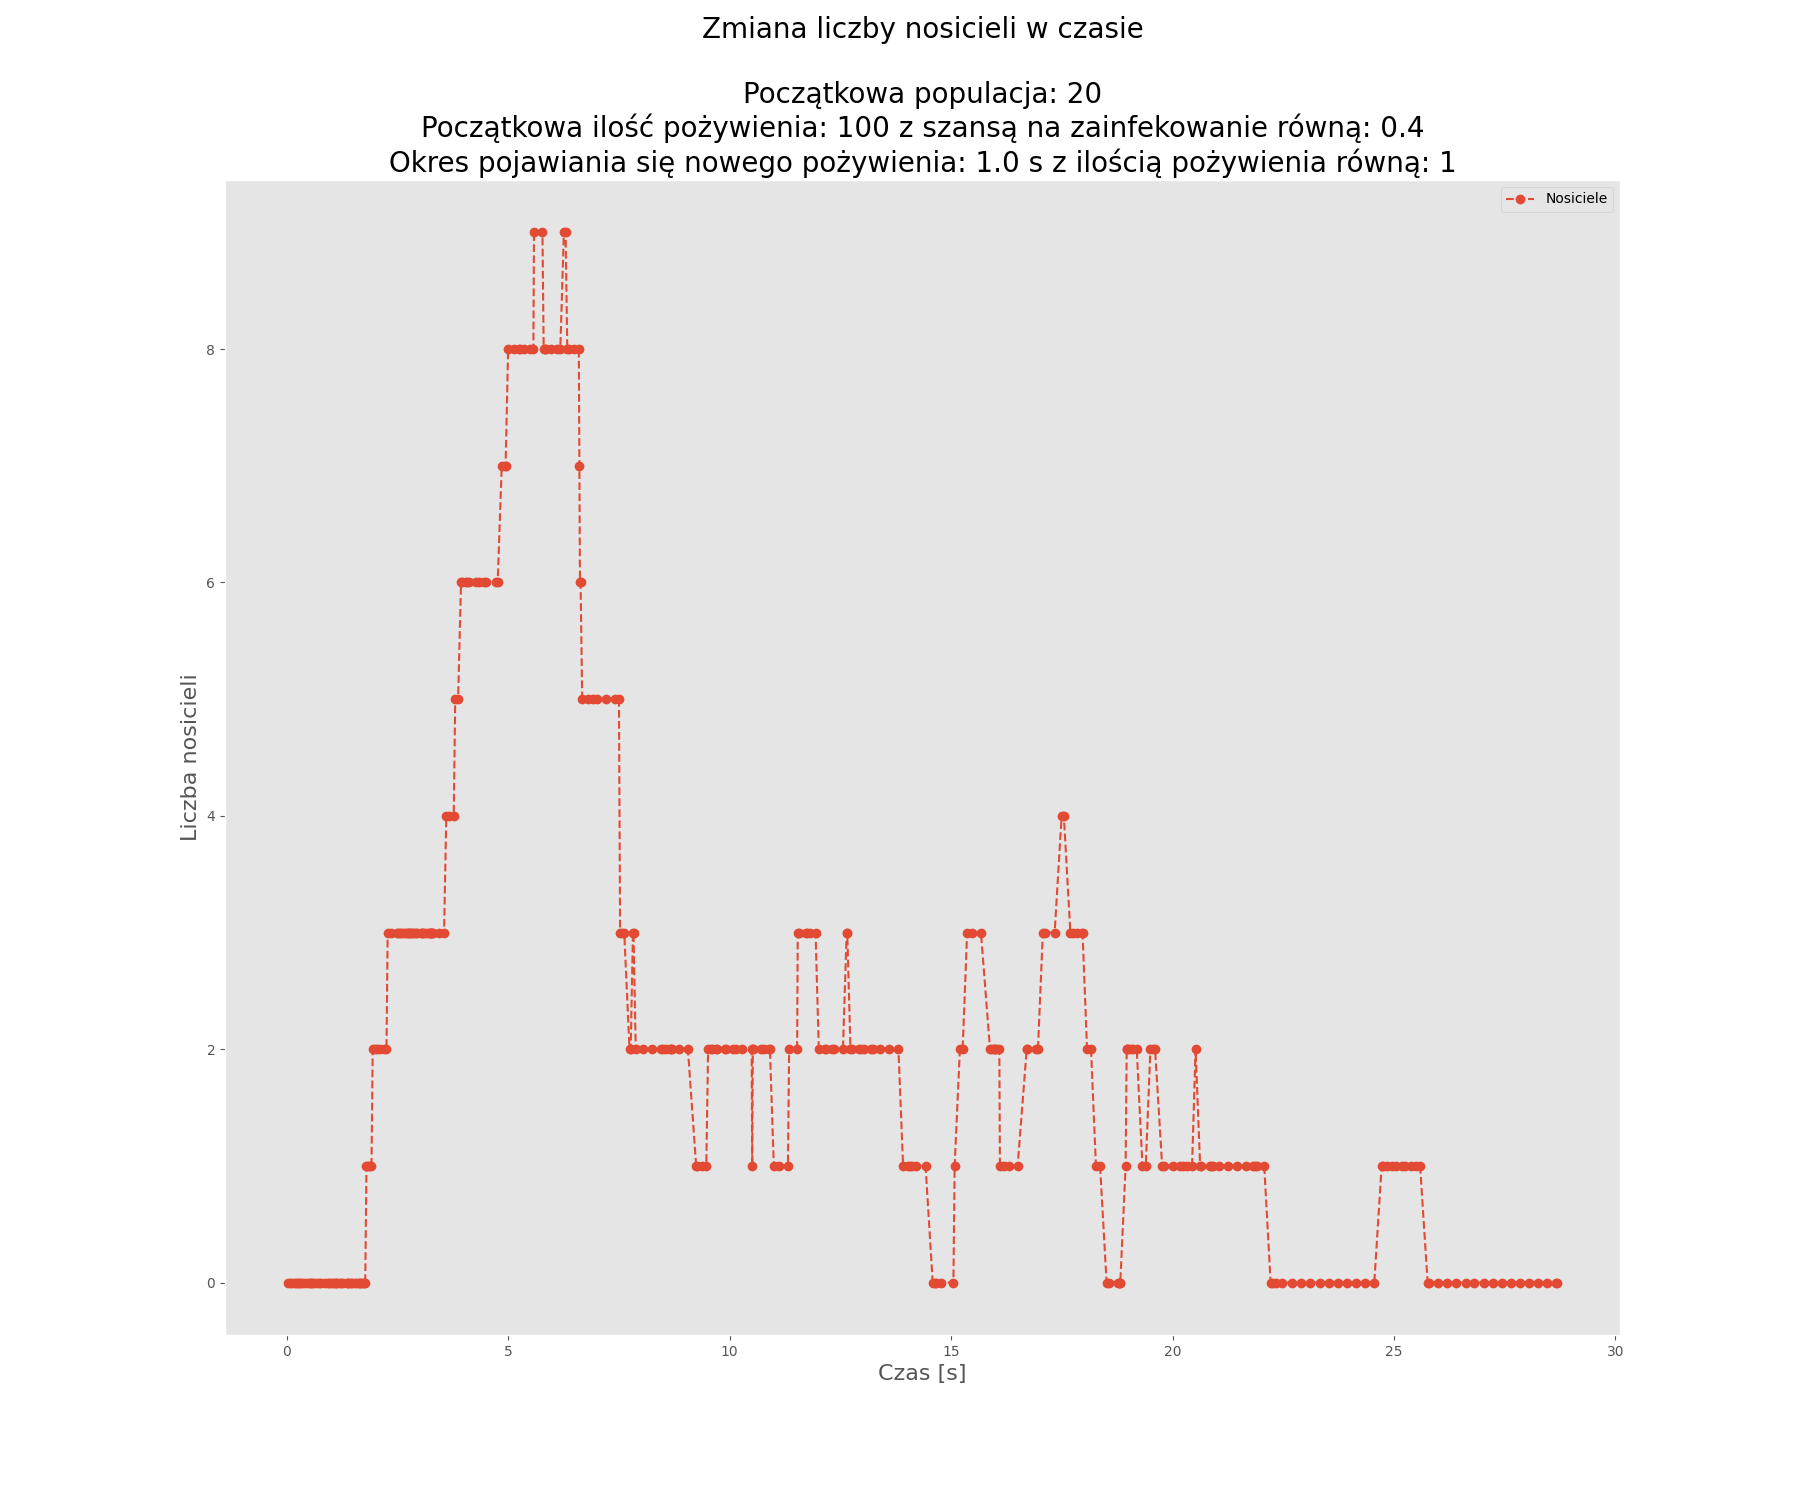 Zmiana liczby nosicieli w czasie
Początkowa populacja: 20
Początkowa ilość pożywienia: 100 z szansą na zainfekowanie równą: 0.4
Okres pojawiania się nowego pożywienia: 1.0 s z ilością pożywienia równą: 1
Nosiciele
8
6
4
2
0
Liczba nosicieli
0 5 10 15 20 25 30
Czas [s]